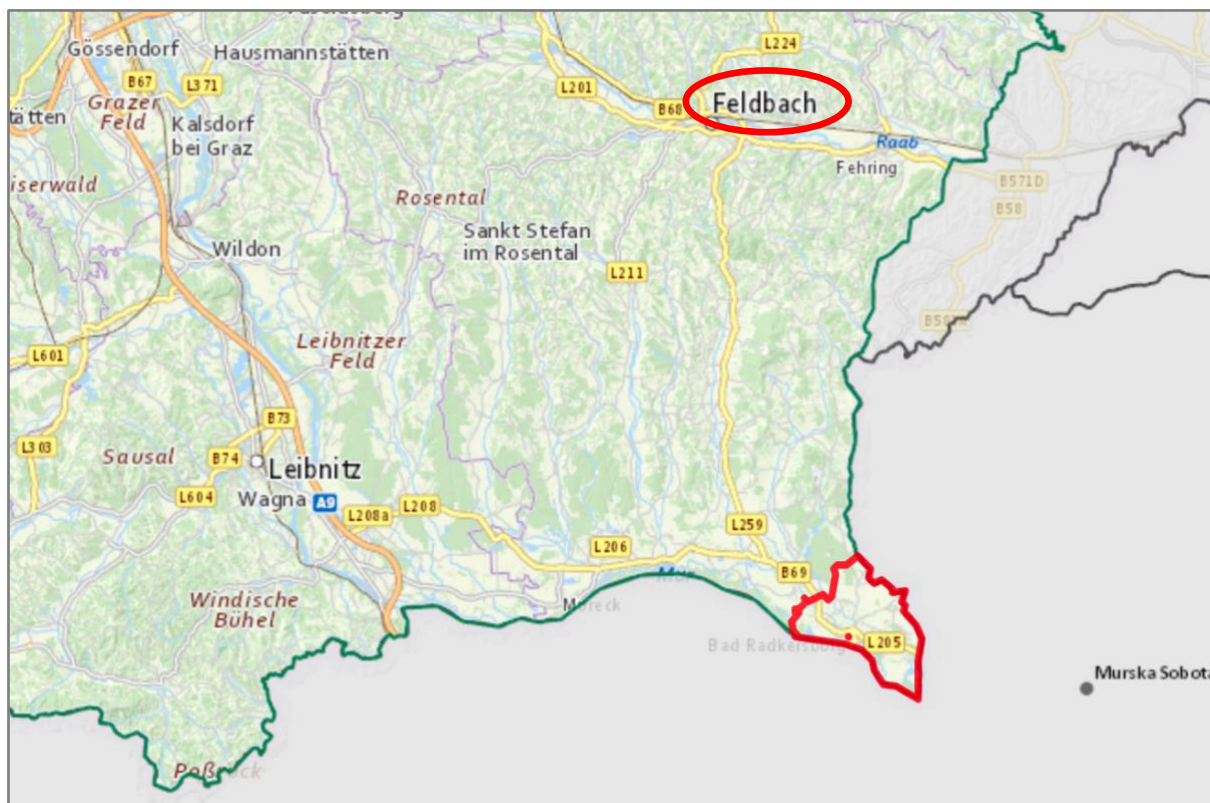 Gössendorf
Hausmannstätten
L224
B67
L371
L201
B68
Feldbach
Grazer
Feld
Kalsdorf
bei Graz
Raab
Fehring
B571D
B58
Rosental
Sankt Stefan
im Rosental
Wildon
L211
Leibnitzer
Feld
L601
B73
L303
Sausal
B74
Leibnitz
L604
Wagna
A9
L208a
L208
L259
L206
B69
Mur
Mureck
Windische
Bühel
Bad Radkersburg
L205
Murska Sobota
Poßruck